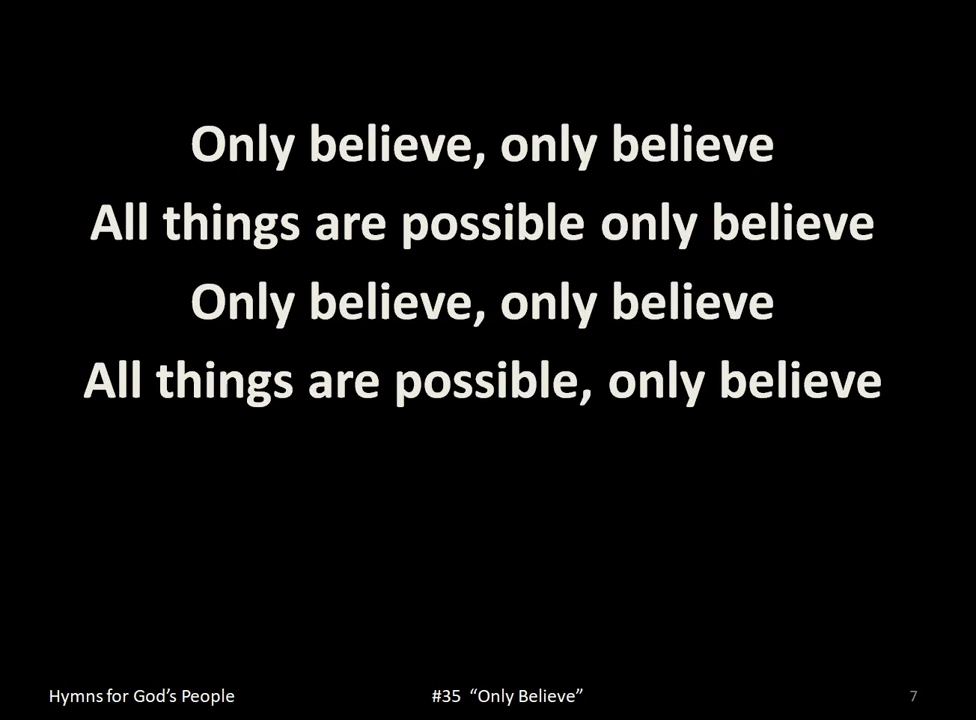 Only believe, only believe
All things are possible only believe
Only believe, only believe
All things are possible, only believe
Hymns for God’s People
#35 “Only Believe”
7